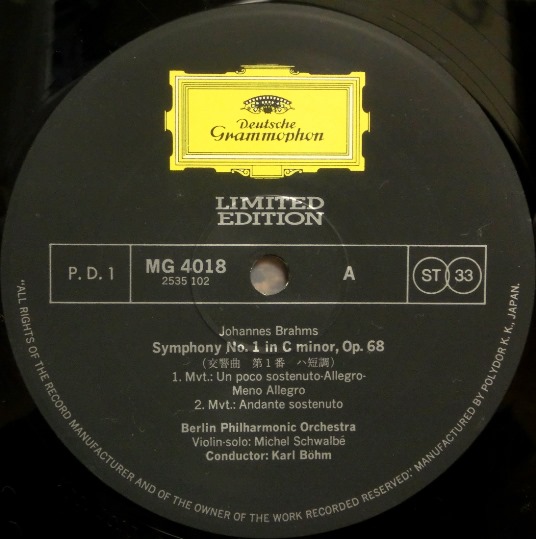 Deutsche
Grammophon
LIMITED
EDITION
P. D. 1
MG 4018
2535 102
A
ST 33
Johannes Brahms
Symphony No. 1 in C minor, Op. 68
(交響曲 第1番 ハ短調)
1. Mvt.: Un poco sostenuto-Allegro-
Meno Allegro
2. Mvt.: Andante sostenuto
Berlin Philharmonic Orchestra
Violin-solo: Michel Schwalbé
Conductor: Karl Böhm
"ALL RIGHTS OF THE RECORD MANUFACTURER AND OF THE OWNER OF THE WORK RECORDED RESERVED." MANUFACTURED BY POLYDOR K. K., JAPAN.